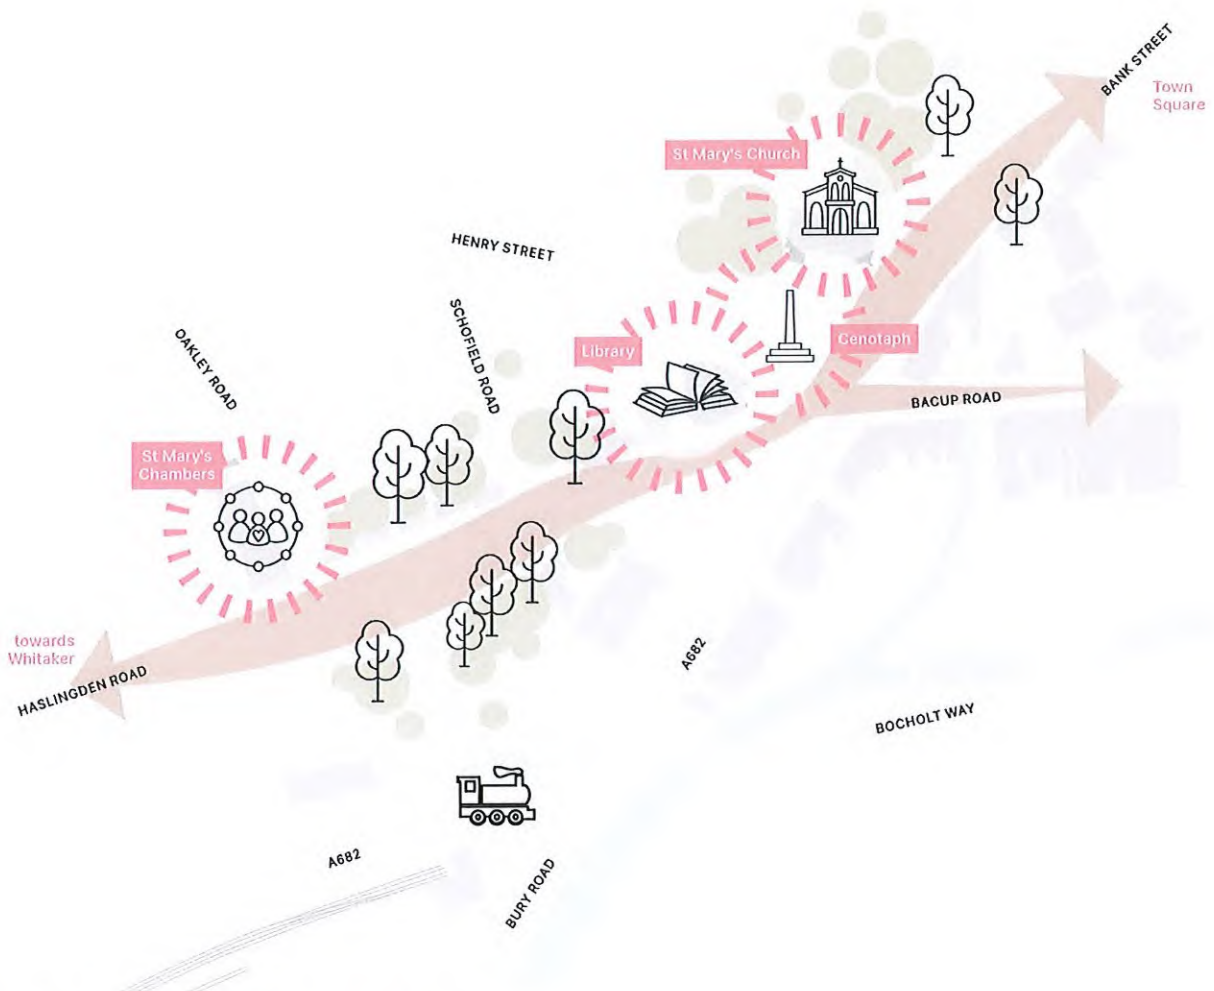 BANK STREET
Town
Square
St Mary's Church
HENRY STREET
SCHOFIELD ROAD
OAKLEY ROAD
Library
Cenotaph
BACUP ROAD
St Mary's
Chambers
towards
Whitaker
HASLINGDEN ROAD
A682
BOCHOLT WAY
A682
BURY ROAD